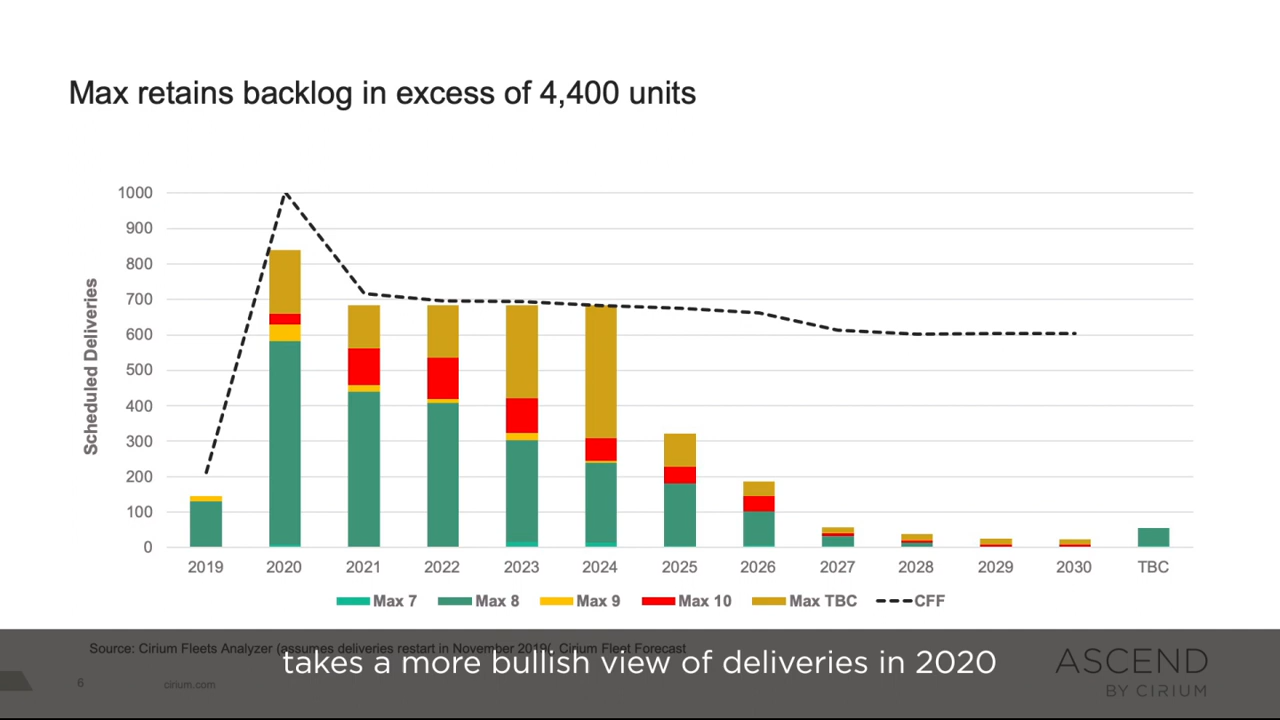 Max retains backlog in excess of 4,400 units
Scheduled Deliveries
1000
900
800
700
600
500
400
300
200
100
0
2019 2020 2021 2022 2023 2024 2025 2026 2027 2028 2029 2030 TBC
Max 7 Max 8 Max 9 Max 10 Max TBC CFF
Source: Cirium Fleets Analyzer (assumes deliveries restart in November 2019(, Cirium Fleet Forecast
takes a more bullish view of deliveries in 2020
6 cirium.com
ASCEND
BY CIRIUM